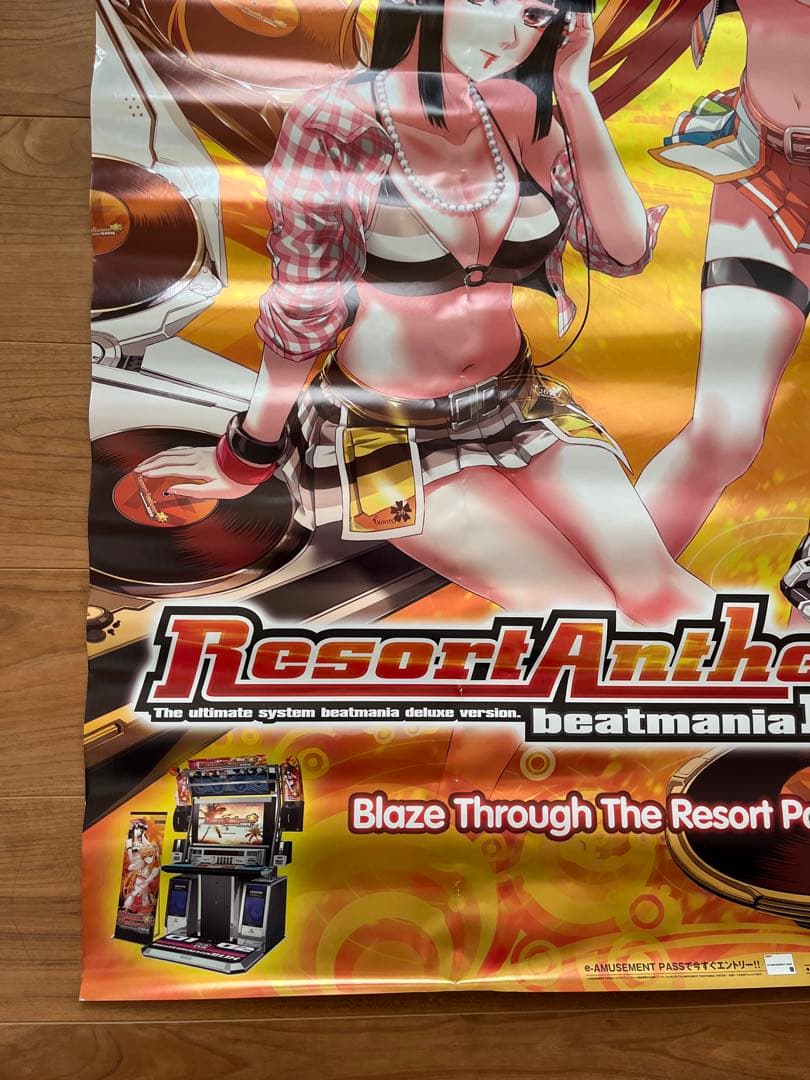 ResortAntho
The ultimate system beatmania deluxe version.
beatmania
Blaze Through The Resort Pa
e-AMUSEMENT PASSで今すぐエントリー!!